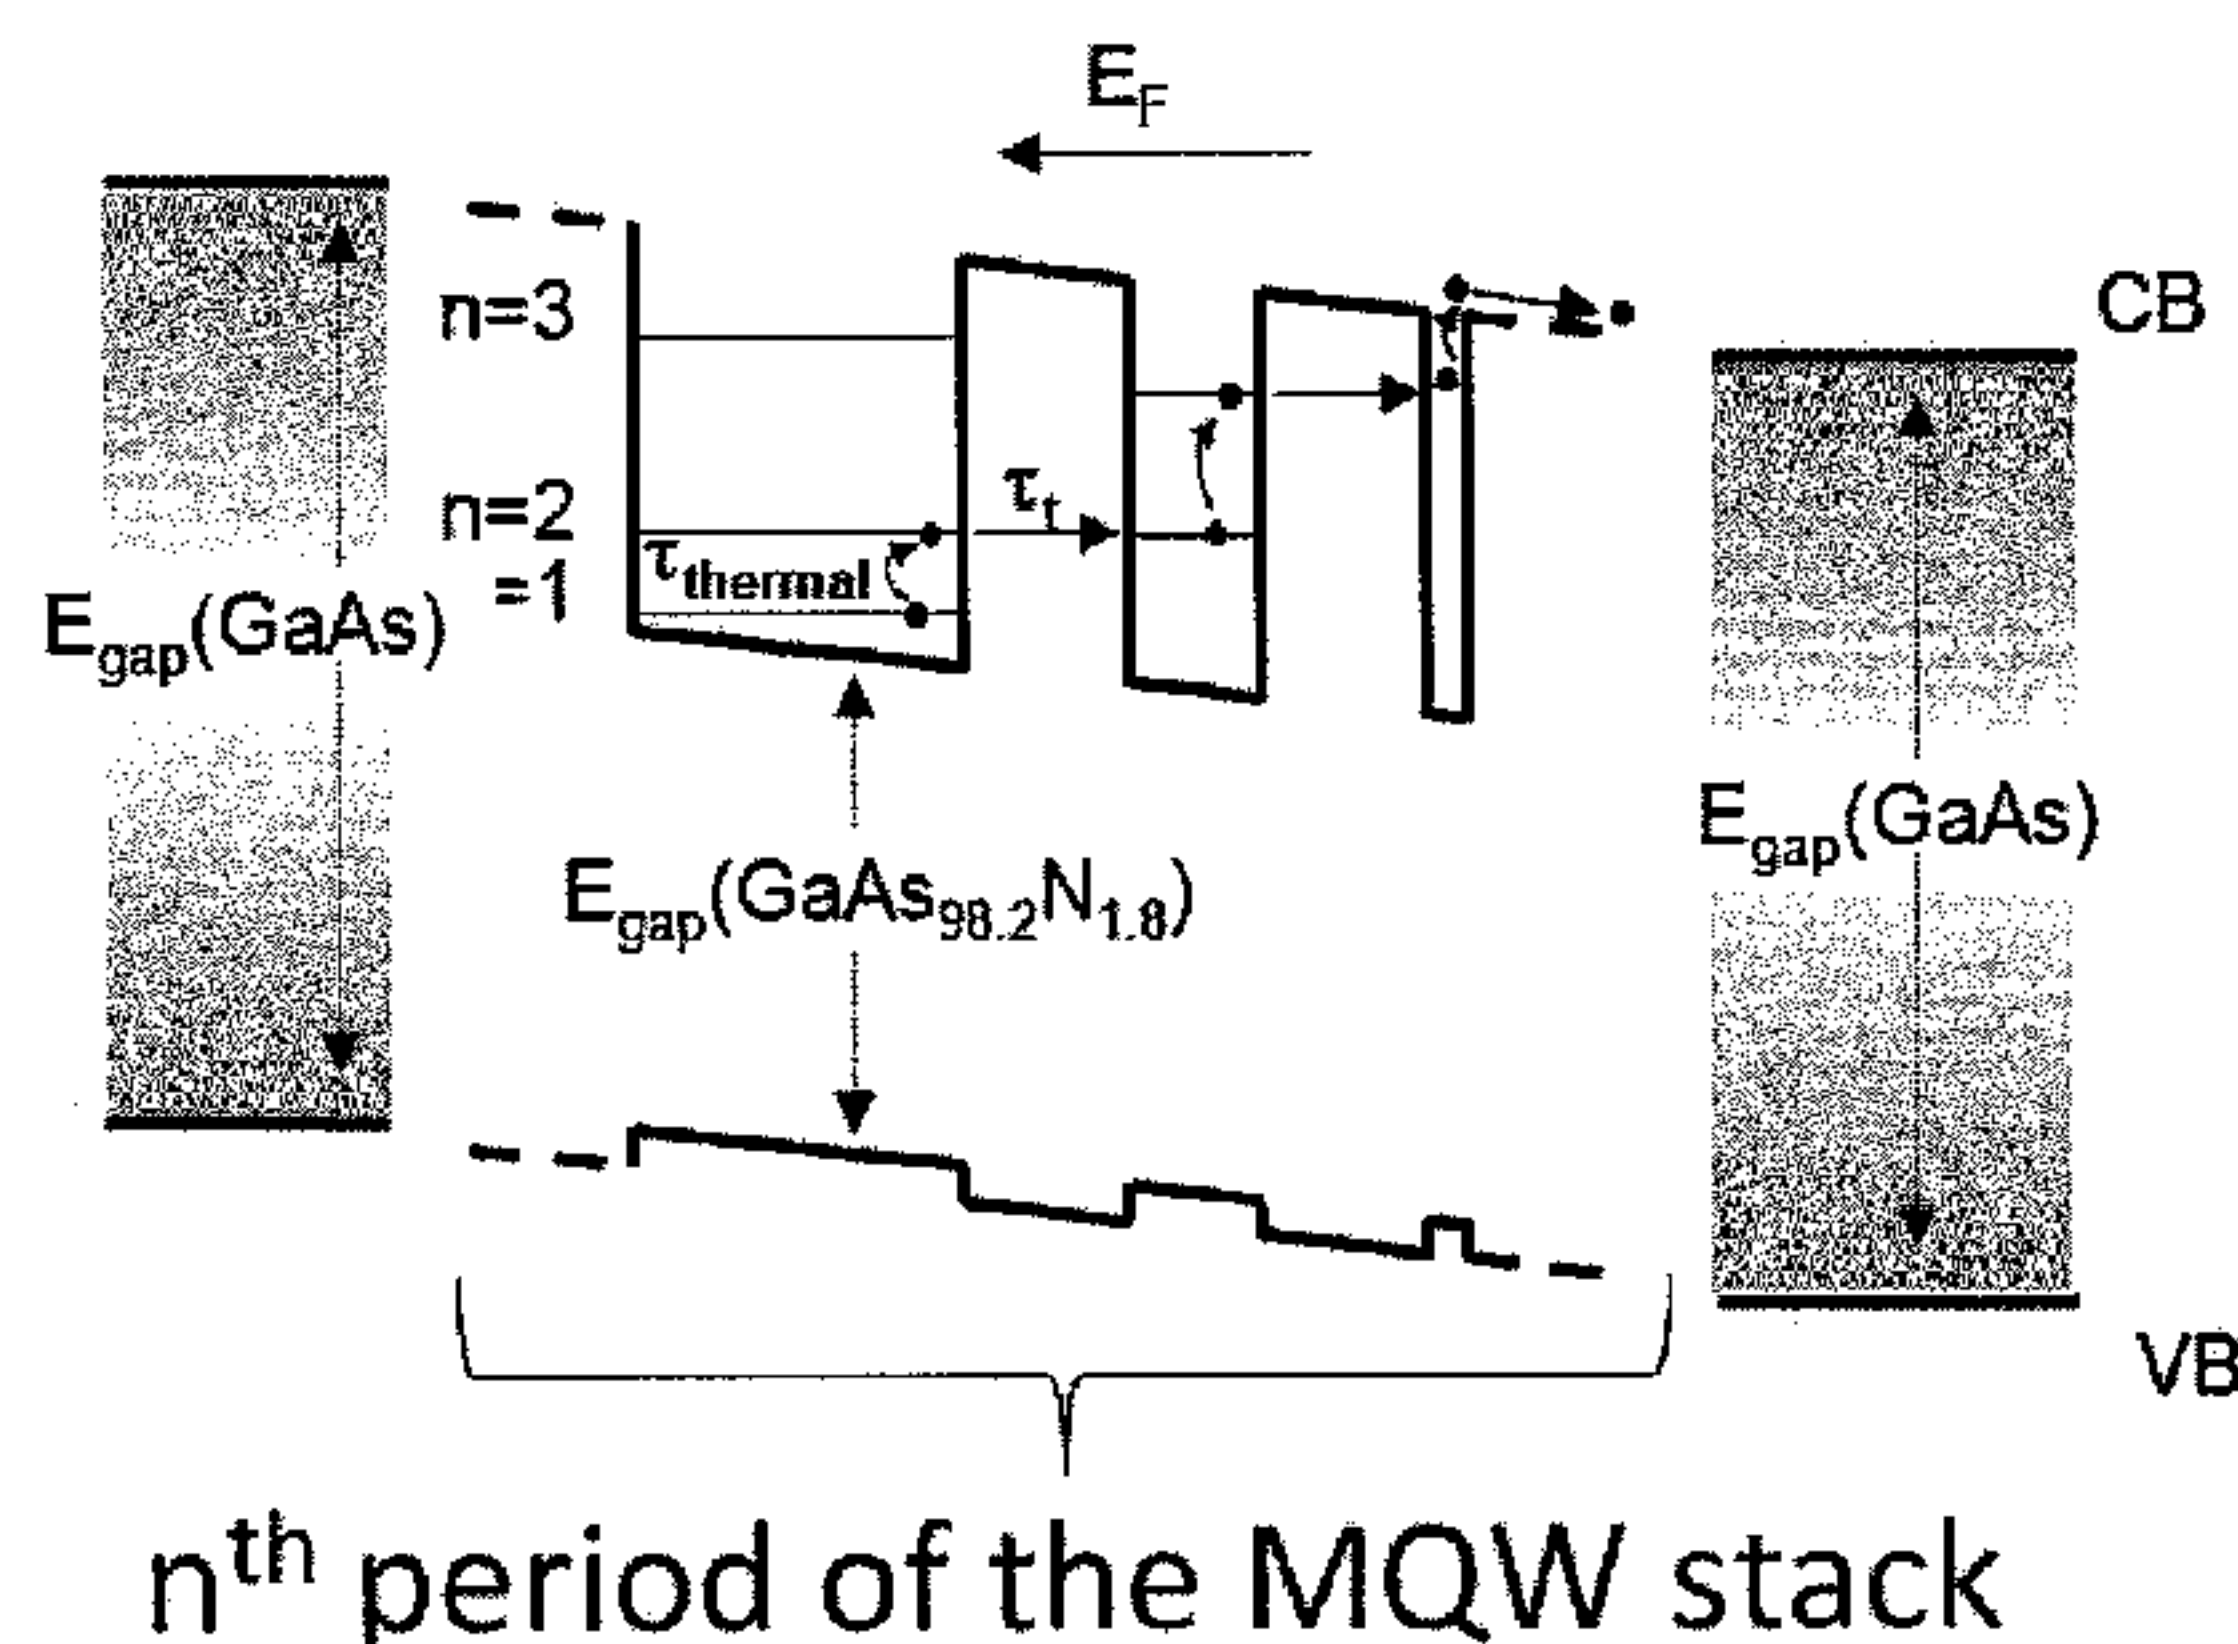 E_F
CB
n=3
n=2
=1
τ_t
τ_thermal
E_gap(GaAs)
E_gap(GaAs)
E_gap(GaAs_98.2N_1.8)
VB
n^th period of the MQW stack